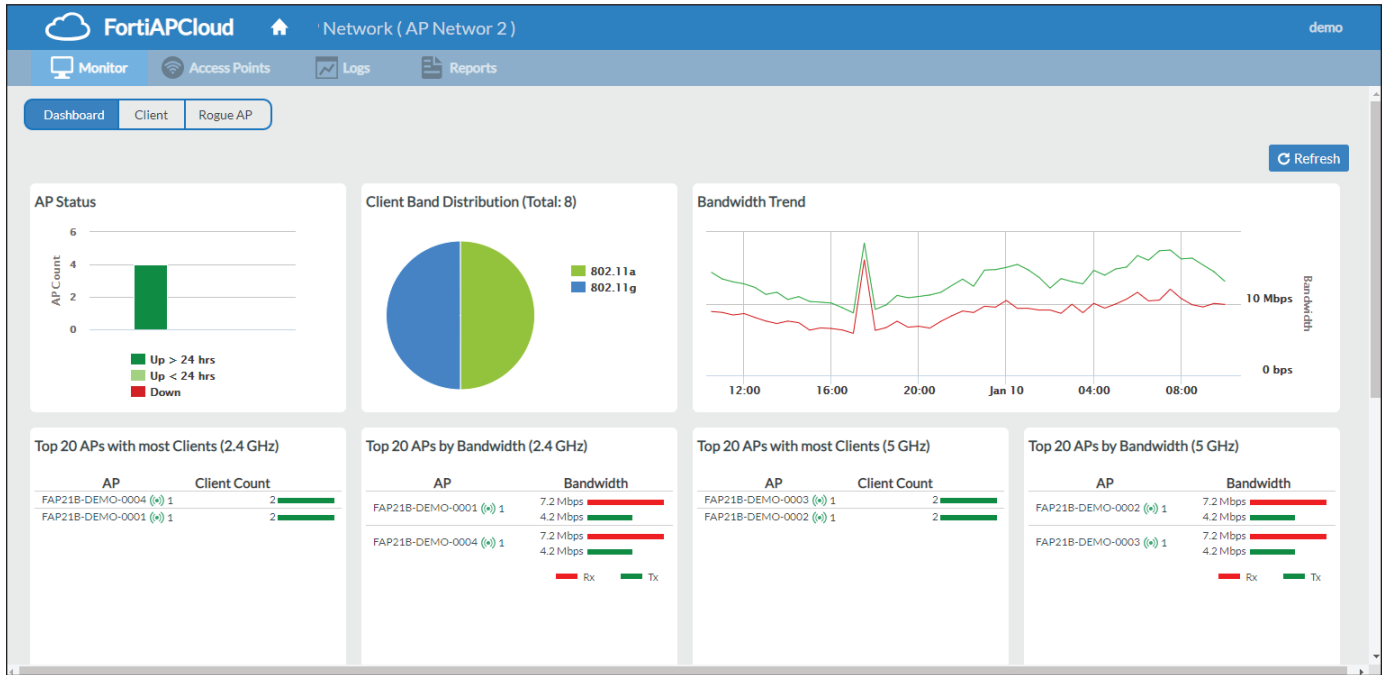 FortiAPCloud ' Network ( AP Networ 2 ) demo
Monitor Access Points Logs Reports
Dashboard Client Rogue AP
Refresh
AP Status
6
4
2
0
AP Count
Up > 24 hrs
Up < 24 hrs
Down
Client Band Distribution (Total: 8)
802.11a
802.11g
Bandwidth Trend
10 Mbps
0 bps
Bandwidth
12:00 16:00 20:00 Jan 10 04:00 08:00
Top 20 APs with most Clients (2.4 GHz)
AP Client Count
FAP21B-DEMO-0004 1 2
FAP21B-DEMO-0001 1 2
Top 20 APs by Bandwidth (2.4 GHz)
AP Bandwidth
FAP21B-DEMO-0001 1
7.2 Mbps
4.2 Mbps
FAP21B-DEMO-0004 1
7.2 Mbps
4.2 Mbps
Rx Tx
Top 20 APs with most Clients (5 GHz)
AP Client Count
FAP21B-DEMO-0003 1 2
FAP21B-DEMO-0002 1 2
Top 20 APs by Bandwidth (5 GHz)
AP Bandwidth
FAP21B-DEMO-0002 1
7.2 Mbps
4.2 Mbps
FAP21B-DEMO-0003 1
7.2 Mbps
4.2 Mbps
Rx Tx